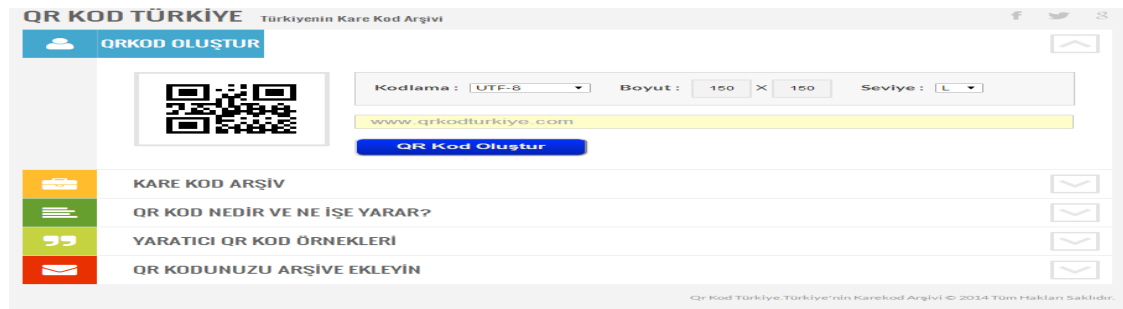 QR KOD TÜRKİYE Türkiyenin Kare Kod Arşivi
QRKOD OLUŞTUR
Kodlama : UTF-8 Boyut : 150 X 150 Seviye : L
www.qrkodturkiye.com
QR Kod Oluştur
KARE KOD ARŞİV
QR KOD NEDİR VE NE İŞE YARAR?
YARATICI QR KOD ÖRNEKLERİ
QR KODUNUZU ARŞİVE EKLEYİN
Qr Kod Türkiye.Türkiye'nin Karekod Arşivi © 2014 Tüm Hakları Saklıdır.